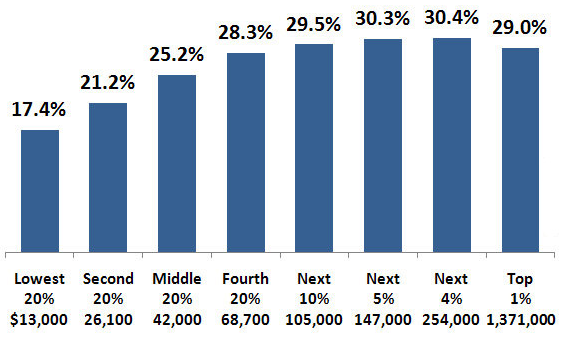 17.4%
21.2%
25.2%
28.3%
29.5%
30.3%
30.4%
29.0%
Lowest Second Middle Fourth Next Next Next Top
20% 20% 20% 20% 10% 5% 4% 1%
$13,000 26,100 42,000 68,700 105,000 147,000 254,000 1,371,000